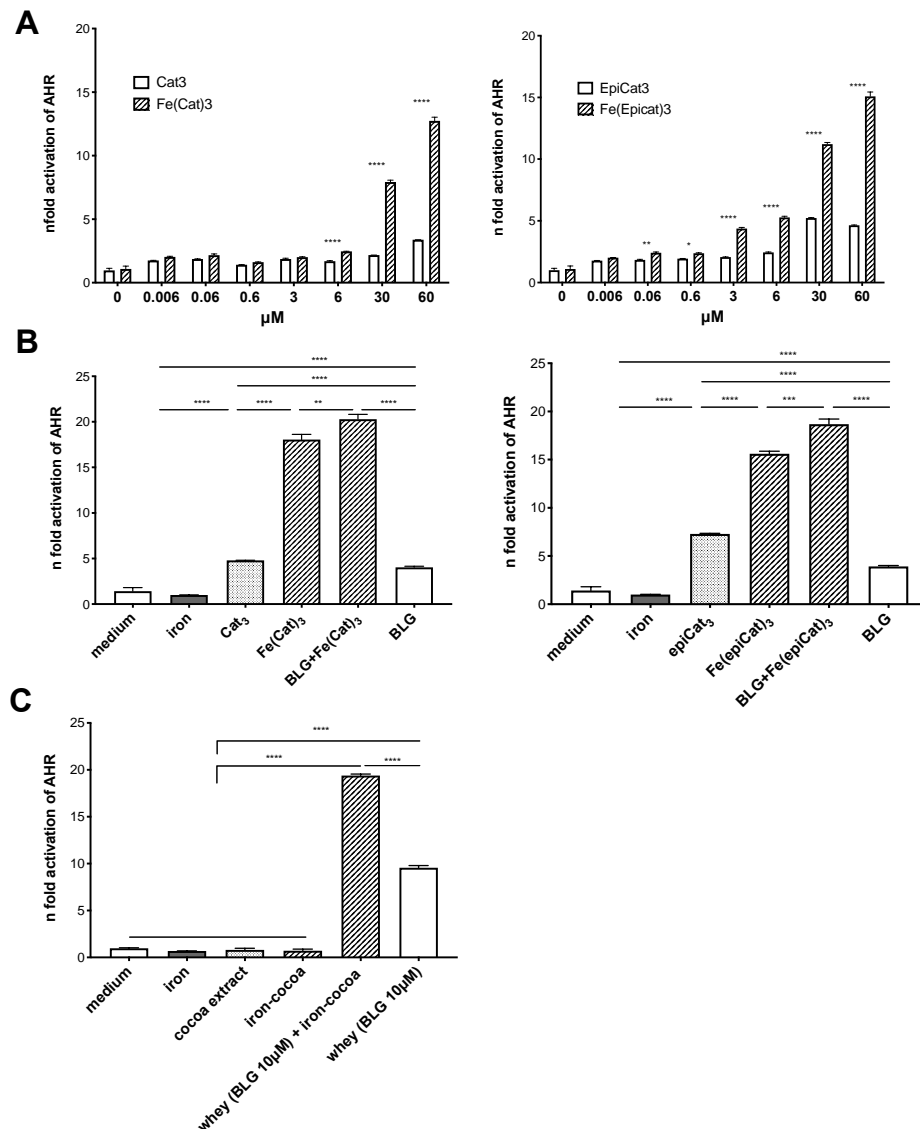 A
20
15
10
5
0
nfold activation of AHR
Cat3
Fe(Cat)3
****
****
****
0 0.006 0.06 0.6 3 6 30 60
µM
20
15
10
5
0
n fold activation of AHR
EpiCat3
Fe(Epicat)3
** * **** **** **** ****
0 0.006 0.06 0.6 3 6 30 60
µM
B
25
20
15
10
5
0
n fold activation of AHR
****
****
**** **** ** ****
medium
iron
Cat3
Fe(Cat)3
BLG+Fe(Cat)3
BLG
25
20
15
10
5
0
n fold activation of AHR
****
****
**** **** *** ****
medium
iron
epiCat3
Fe(epiCat)3
BLG+Fe(epiCat)3
BLG
C
25
20
15
10
5
0
n fold activation of AHR
****
**** ****
medium
iron
cocoa extract
iron-cocoa
whey (BLG 10µM) + iron-cocoa
whey (BLG 10µM)